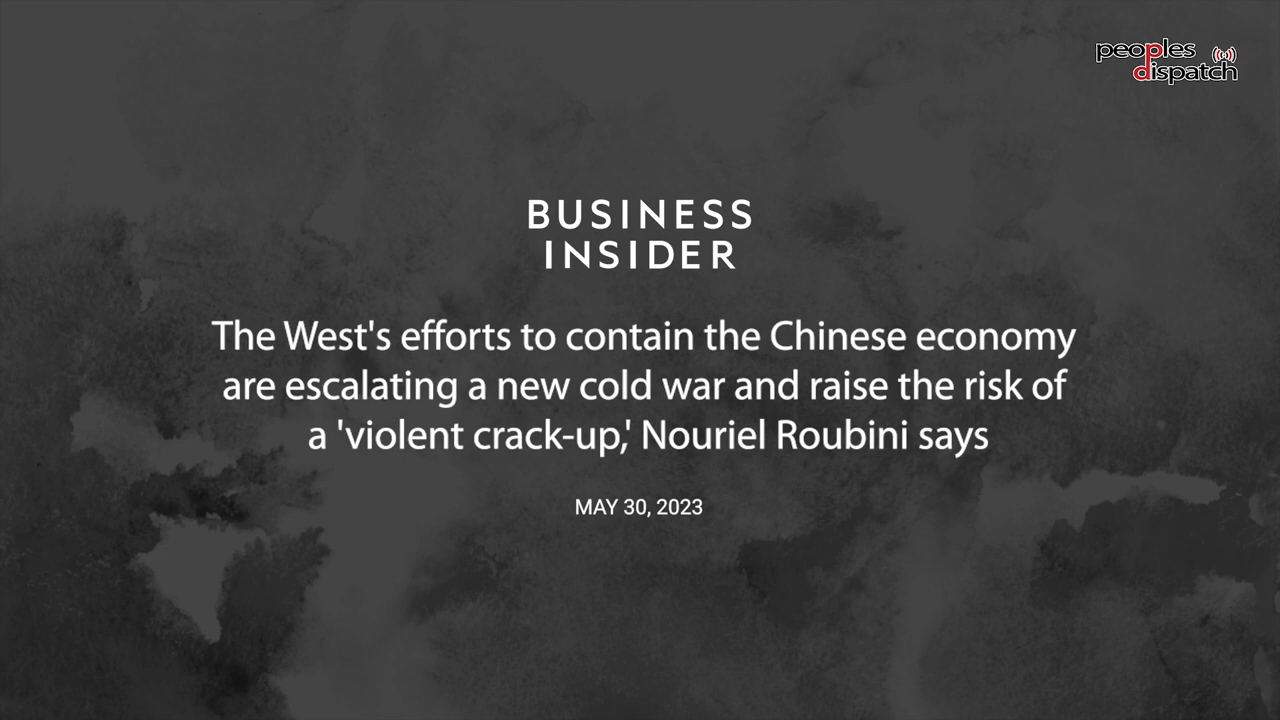 peoples
dispatch
BUSINESS
INSIDER
The West's efforts to contain the Chinese economy
are escalating a new cold war and raise the risk of
a 'violent crack-up,' Nouriel Roubini says
MAY 30, 2023